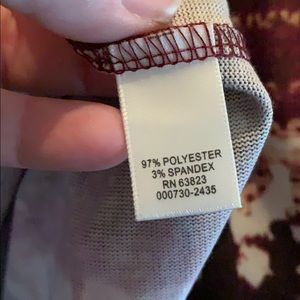 97% POLYESTER
3% SPANDEX
RN 63823
000730-2435